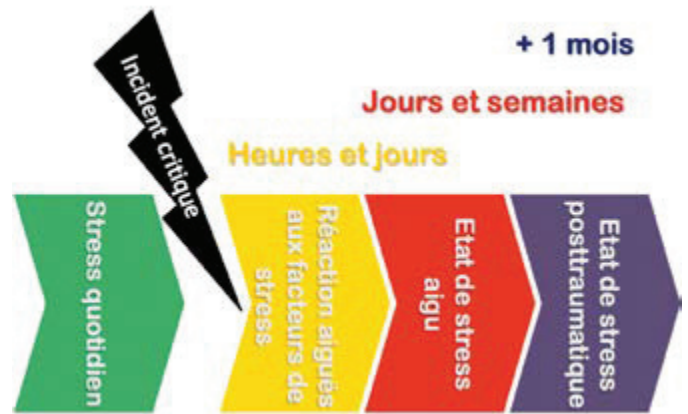 + 1 mois
Jours et semaines
Heures et jours
Incident critique
Stress quotidien
Réaction aiguës
aux facteurs de
stress
Etat de stress
aigu
Etat de stress
posttraumatique